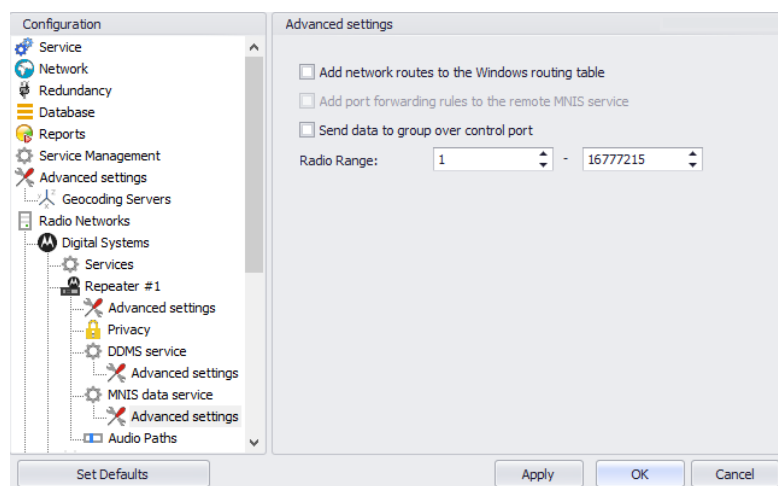 Configuration
Service
Network
Redundancy
Database
Reports
Service Management
Advanced settings
Geocoding Servers
Radio Networks
Digital Systems
Services
Repeater #1
Advanced settings
Privacy
DDMS service
Advanced settings
MNIS data service
Advanced settings
Audio Paths
Advanced settings
Add network routes to the Windows routing table
Add port forwarding rules to the remote MNIS service
Send data to group over control port
Radio Range: 1 - 16777215
Set Defaults Apply OK Cancel